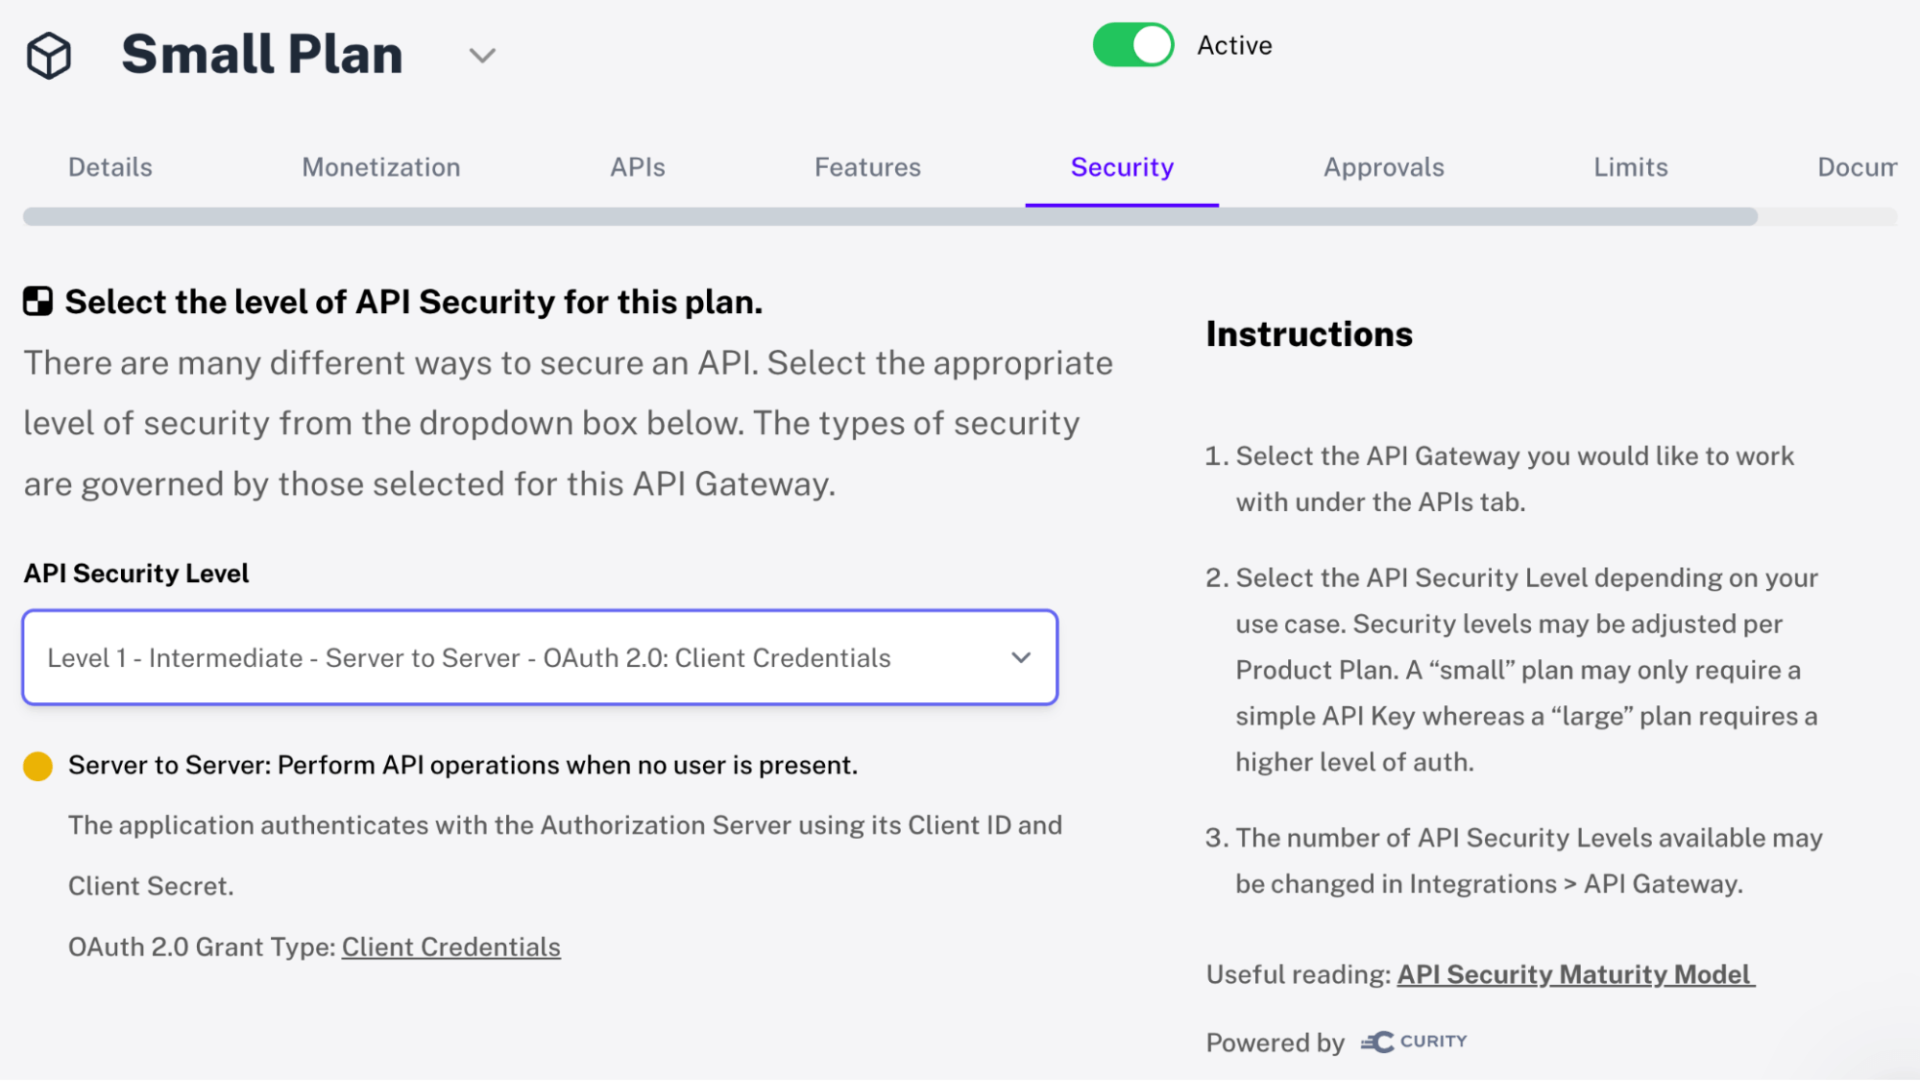 Small Plan
Active
Details
Monetization
APIs
Features
Security
Approvals
Limits
Docum
Select the level of API Security for this plan.
There are many different ways to secure an API. Select the appropriate
level of security from the dropdown box below. The types of security
are governed by those selected for this API Gateway.
API Security Level
Level 1 - Intermediate - Server to Server - OAuth 2.0: Client Credentials
Server to Server: Perform API operations when no user is present.
The application authenticates with the Authorization Server using its Client ID and
Client Secret.
OAuth 2.0 Grant Type: Client Credentials
Instructions
1. Select the API Gateway you would like to work
with under the APIs tab.
2. Select the API Security Level depending on your
use case. Security levels may be adjusted per
Product Plan. A “small” plan may only require a
simple API Key whereas a “large” plan requires a
higher level of auth.
3. The number of API Security Levels available may
be changed in Integrations > API Gateway.
Useful reading: API Security Maturity Model
Powered by CURITY